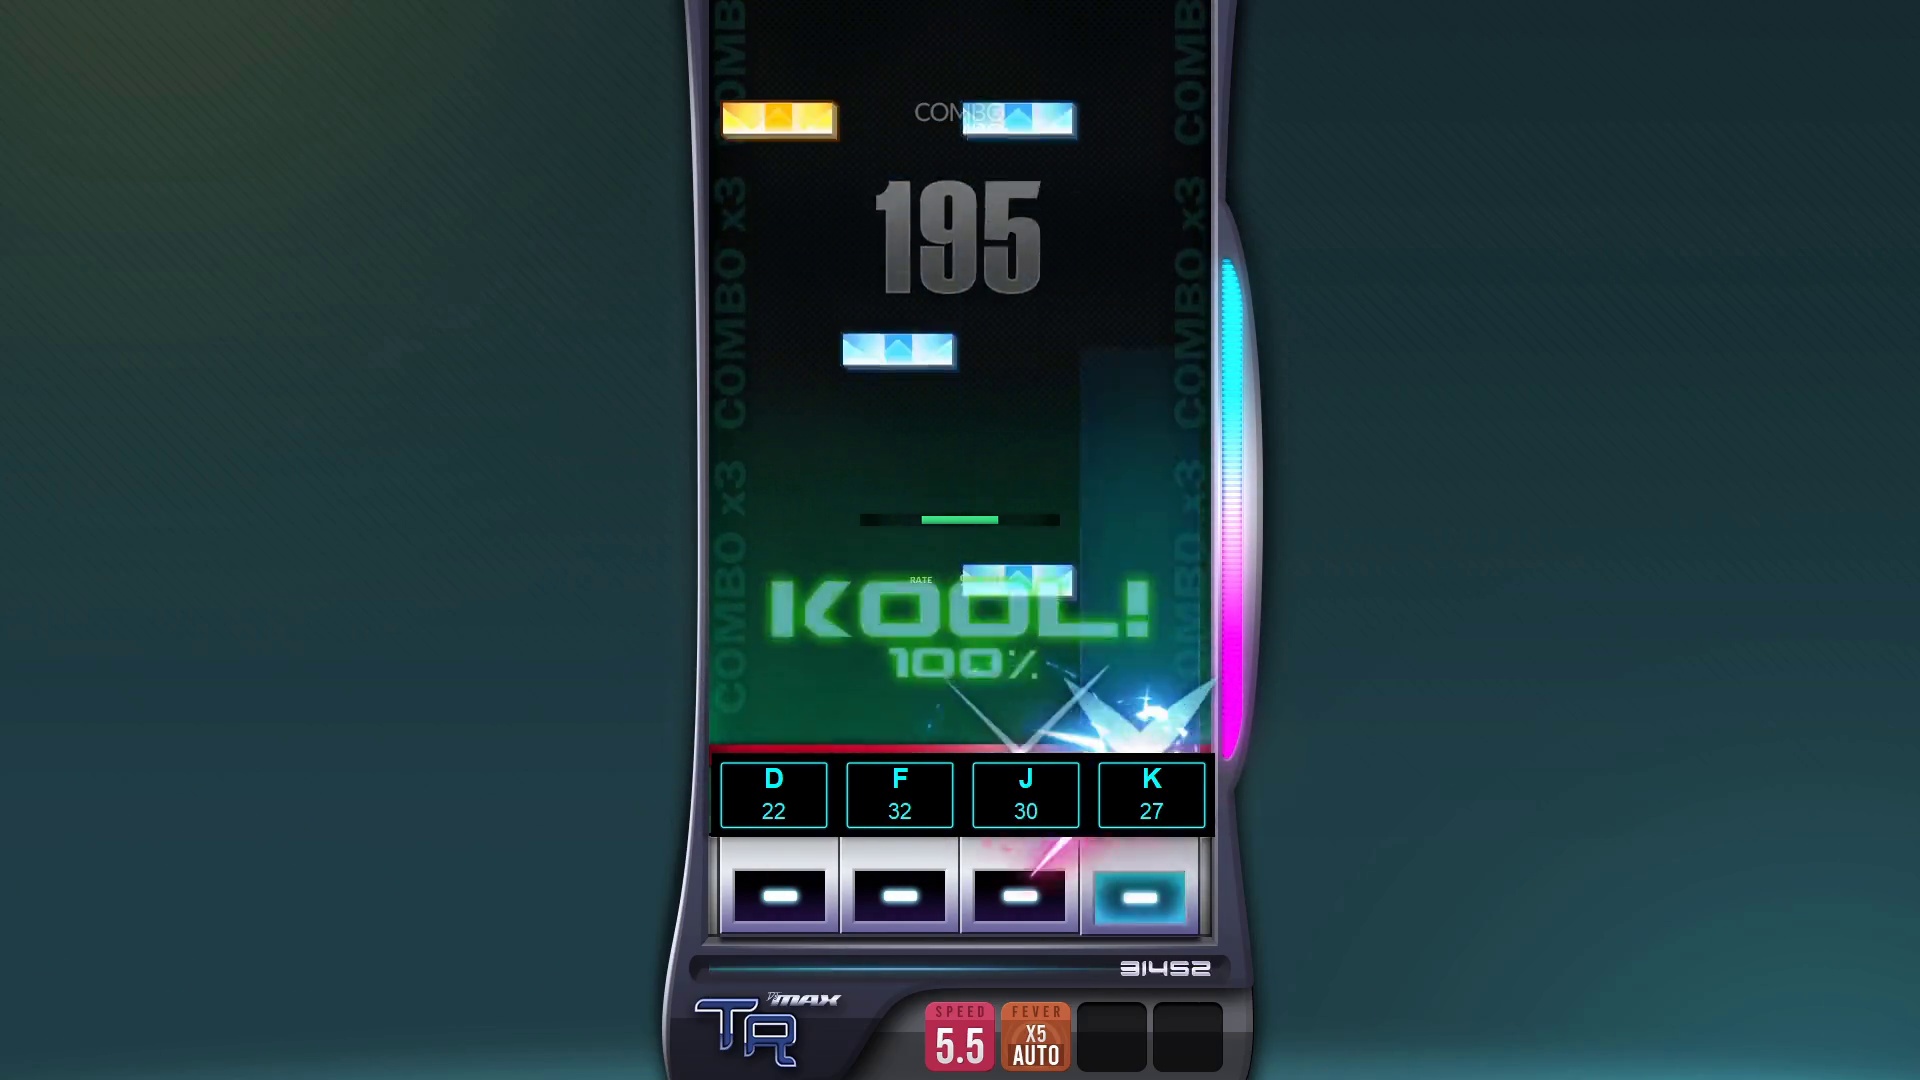 COMBO x3 COMBO x3 COMBO
COMBO x3 COMBO x3 COMBO
COMBO
195
RATE
KOOL!
100%
D F J K
22 32 30 27
31452
DJMAX
TR
SPEED FEVER
5.5 X5
AUTO